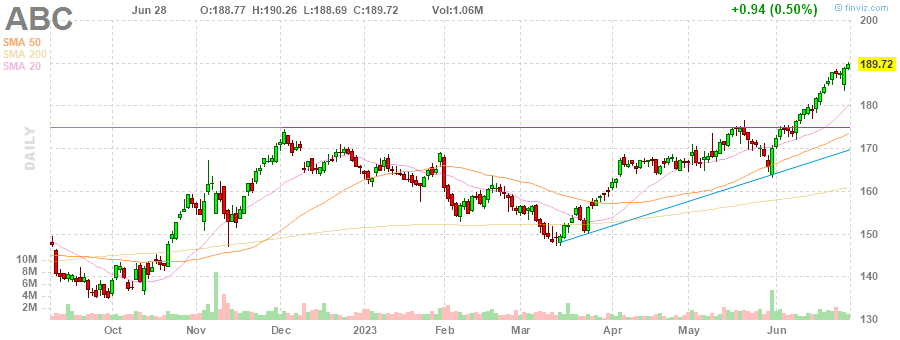 ABC Jun 28 O:188.77 H:190.26 L:188.69 C:189.72 Vol:1.06M +0.94 (0.50%) finviz.com
SMA 50
SMA 200
SMA 20
DAILY
200
189.72
180
170
160
150
140
130
10M
8M
6M
4M
2M
Oct Nov Dec 2023 Feb Mar Apr May Jun